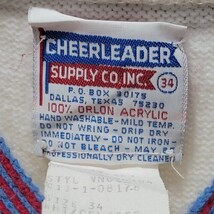 CHEERLEADER
SUPPLY CO. INC.
34
P.O. BOX 30175
DALLAS, TEXAS 75230
100% ORLON ACRYLIC
HAND WASHABLE - MILD TEMP.
DO NOT WRING - DRIP DRY
IMMEDIATELY - DO NOT IRON -
DO NOT BLEACH - MAY BE
PROFESSIONALLY DRY CLEANED
34